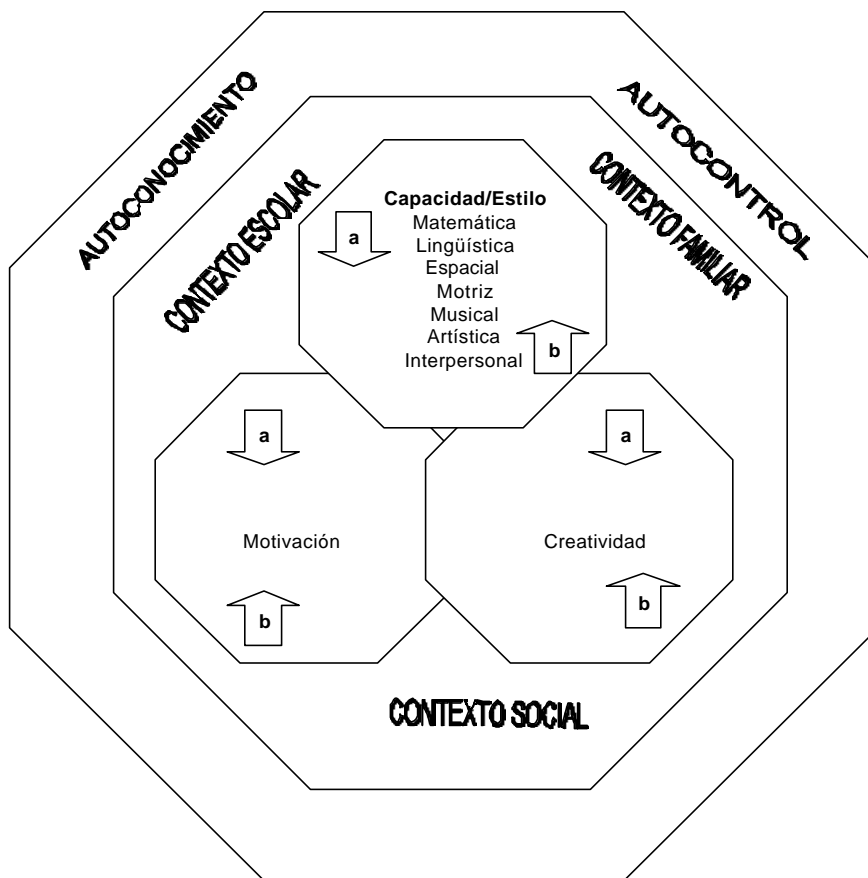 AUTOCONOCIMIENTO
AUTOCONTROL
CONTEXTO ESCOLAR
CONTEXTO FAMILIAR
Capacidad/Estilo
a
Matemática
Lingüística
Espacial
Motriz
Musical
Artística
Interpersonal
b
a
a
Motivación
Creatividad
b
b
CONTEXTO SOCIAL